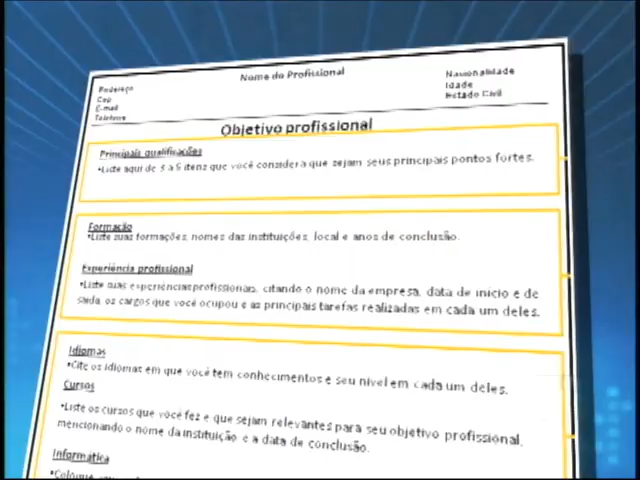 Nome do Profissional
Endereço
Cep
E-mail
Telefone
Nacionalidade
Idade
Estado Civil
Objetivo profissional
Principais qualificações
•Liste aqui de 3 a 5 itens que você considera que sejam seus principais pontos fortes.
Formação
•Liste suas formações, nomes das instituições, local e anos de conclusão.
Experiência profissional
•Liste suas experiências profissionais, citando o nome da empresa, data de início e de
saída, os cargos que você ocupou e as principais tarefas realizadas em cada um deles.
Idiomas
•Cite os idiomas em que você tem conhecimentos e seu nível em cada um deles.
Cursos
•Liste os cursos que você fez e que sejam relevantes para seu objetivo profissional,
mencionando o nome da instituição e a data de conclusão.
Informática